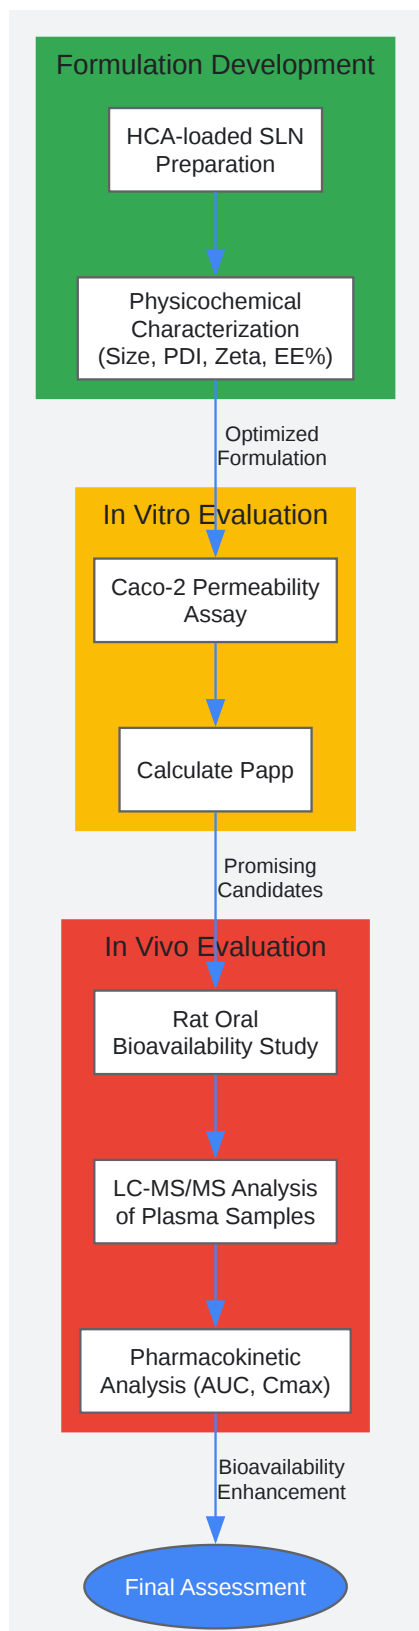 Formulation Development
HCA-loaded SLN
Preparation
Physicochemical
Characterization
(Size, PDI, Zeta, EE%)
Optimized
Formulation
In Vitro Evaluation
Caco-2 Permeability
Assay
Calculate Papp
Promising
Candidates
In Vivo Evaluation
Rat Oral
Bioavailability Study
LC-MS/MS Analysis
of Plasma Samples
Pharmacokinetic
Analysis (AUC, Cmax)
Bioavailability
Enhancement
Final Assessment